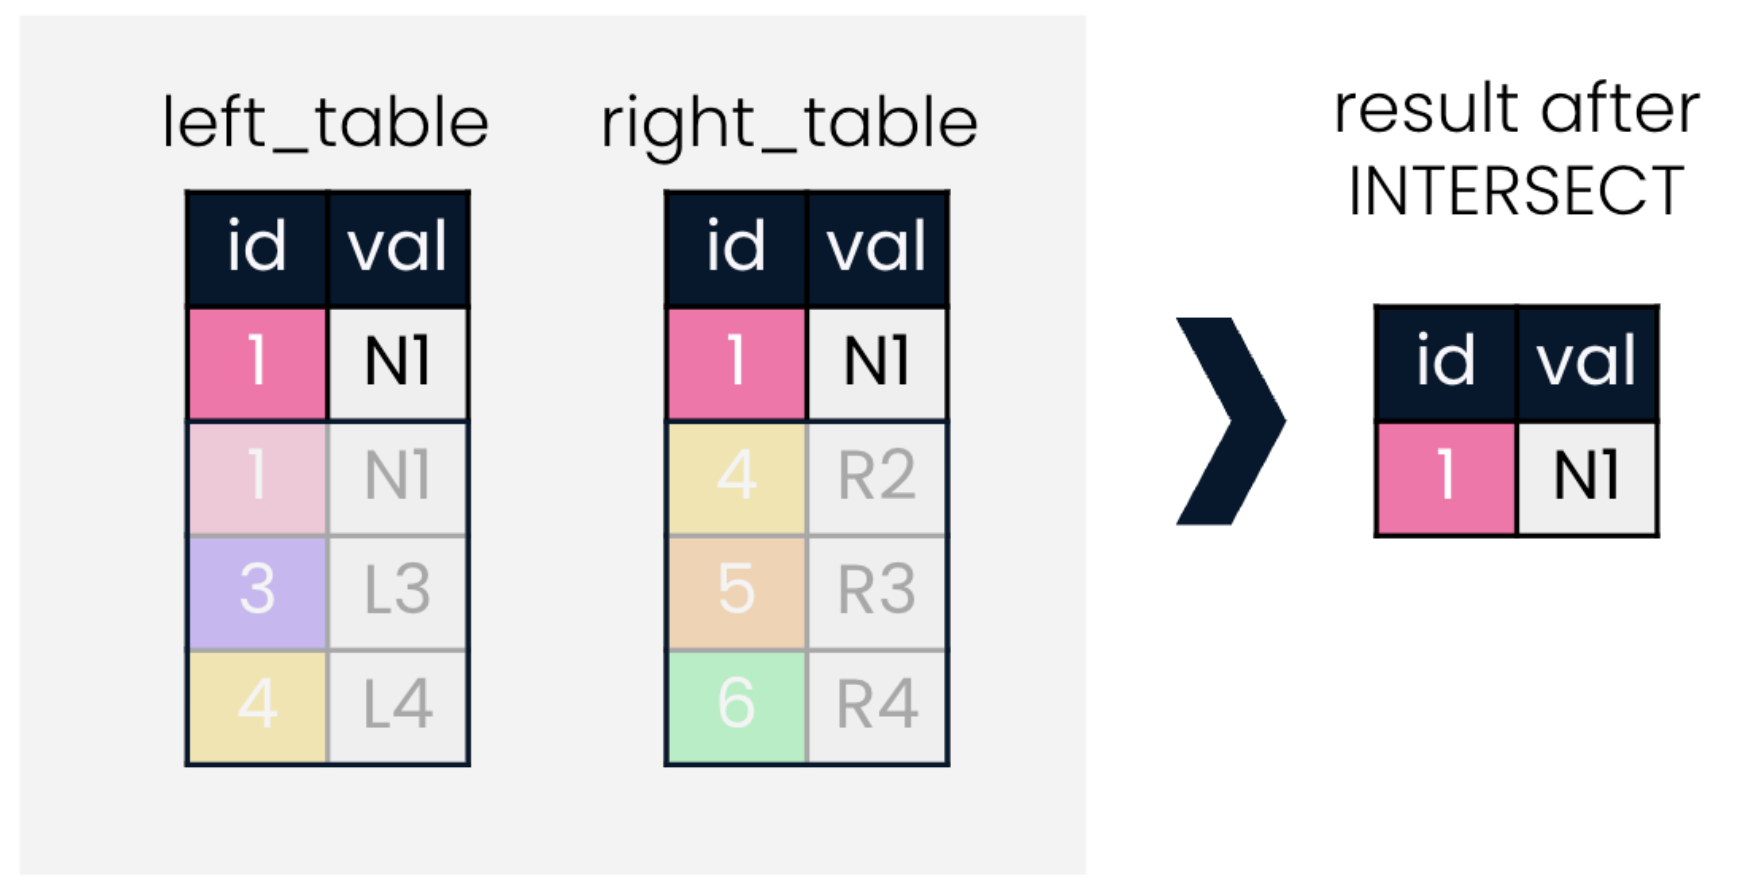 left_table
id val
1 N1
1 N1
3 L3
4 L4
right_table
id val
1 N1
4 R2
5 R3
6 R4
result after
INTERSECT
id val
1 N1